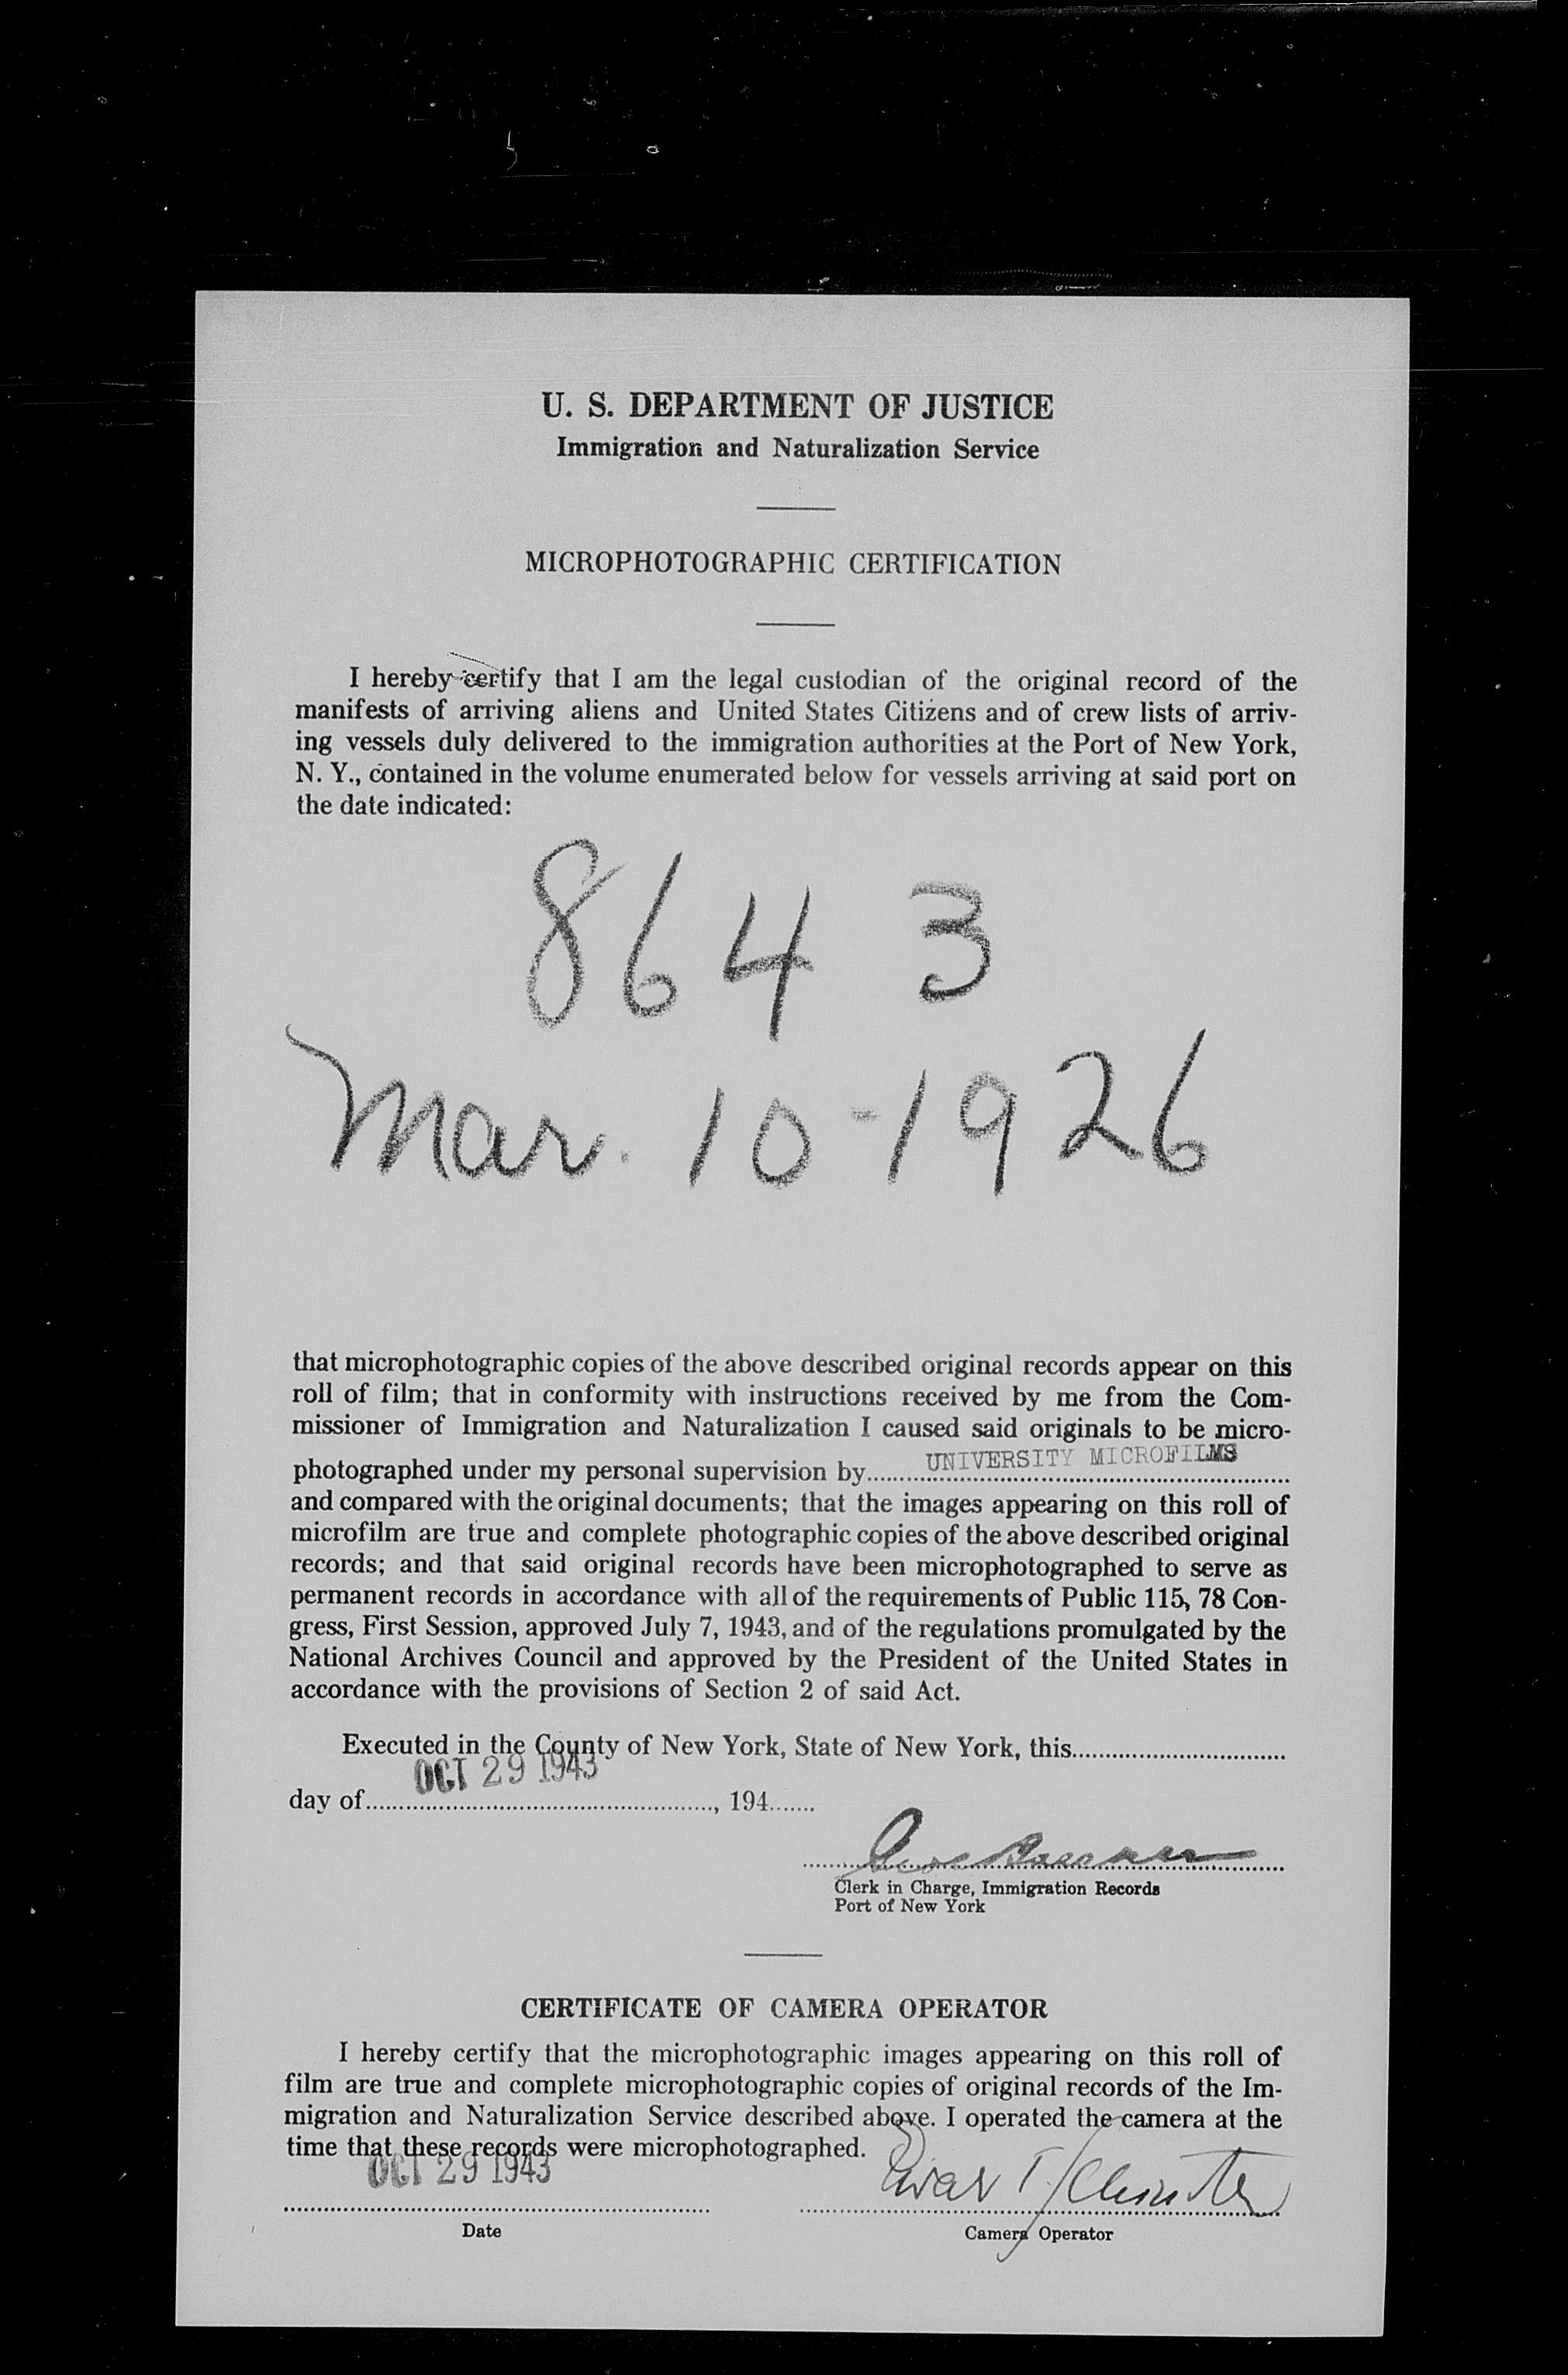 U. S. DEPARTMENT OF JUSTICE
Immigration and Naturalization Service
MICROPHOTOGRAPHIC CERTIFICATION
I hereby certify that I am the legal custodian of the original record of the
manifests of arriving aliens and United States Citizens and of crew lists of arriv-
ing vessels duly delivered to the immigration authorities at the Port of New York,
N. Y., contained in the volume enumerated below for vessels arriving at said port on
the date indicated:
8643
Mar. 10-1926
that microphotographic copies of the above described original records appear on this
roll of film; that in conformity with instructions received by me from the Com-
missioner of Immigration and Naturalization I caused said originals to be micro-
photographed under my personal supervision by UNIVERSITY MICROFILMS
and compared with the original documents; that the images appearing on this roll of
microfilm are true and complete photographic copies of the above described original
records; and that said original records have been microphotographed to serve as
permanent records in accordance with all of the requirements of Public 115, 78 Con-
gress, First Session, approved July 7, 1943, and of the regulations promulgated by the
National Archives Council and approved by the President of the United States in
accordance with the provisions of Section 2 of said Act.
Executed in the County of New York, State of New York, this
OCT 29 1943
day of , 194
Clerk in Charge, Immigration Records
Port of New York
CERTIFICATE OF CAMERA OPERATOR
I hereby certify that the microphotographic images appearing on this roll of
film are true and complete microphotographic copies of original records of the Im-
migration and Naturalization Service described above. I operated the camera at the
time that these records were microphotographed.
OCT 29 1943
Date
Camera Operator